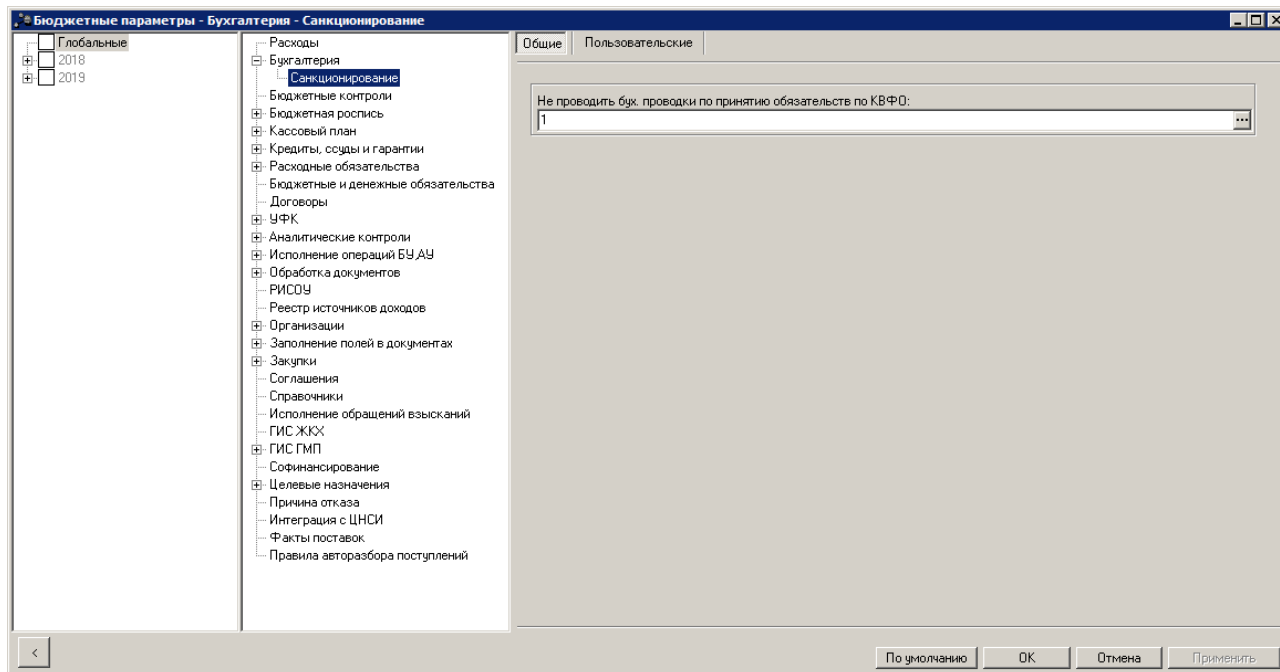 Бюджетные параметры - Бухгалтерия - Санкционирование
Глобальные
2018
2019
Расходы
Бухгалтерия
Санкционирование
Бюджетные контроли
Бюджетная роспись
Кассовый план
Кредиты, ссуды и гарантии
Расходные обязательства
Бюджетные и денежные обязательства
Договоры
УФК
Аналитические контроли
Исполнение операций БУ,АУ
Обработка документов
РИСОУ
Реестр источников доходов
Организации
Заполнение полей в документах
Закупки
Соглашения
Справочники
Исполнение обращений взысканий
ГИС ЖКХ
ГИС ГМП
Софинансирование
Целевые назначения
Причина отказа
Интеграция с ЦНСИ
Факты поставок
Правила авторазбора поступлений
Общие Пользовательские
Не проводить бух. проводки по принятию обязательств по КВФО:
1 ...
< По умолчанию OK Отмена Применить